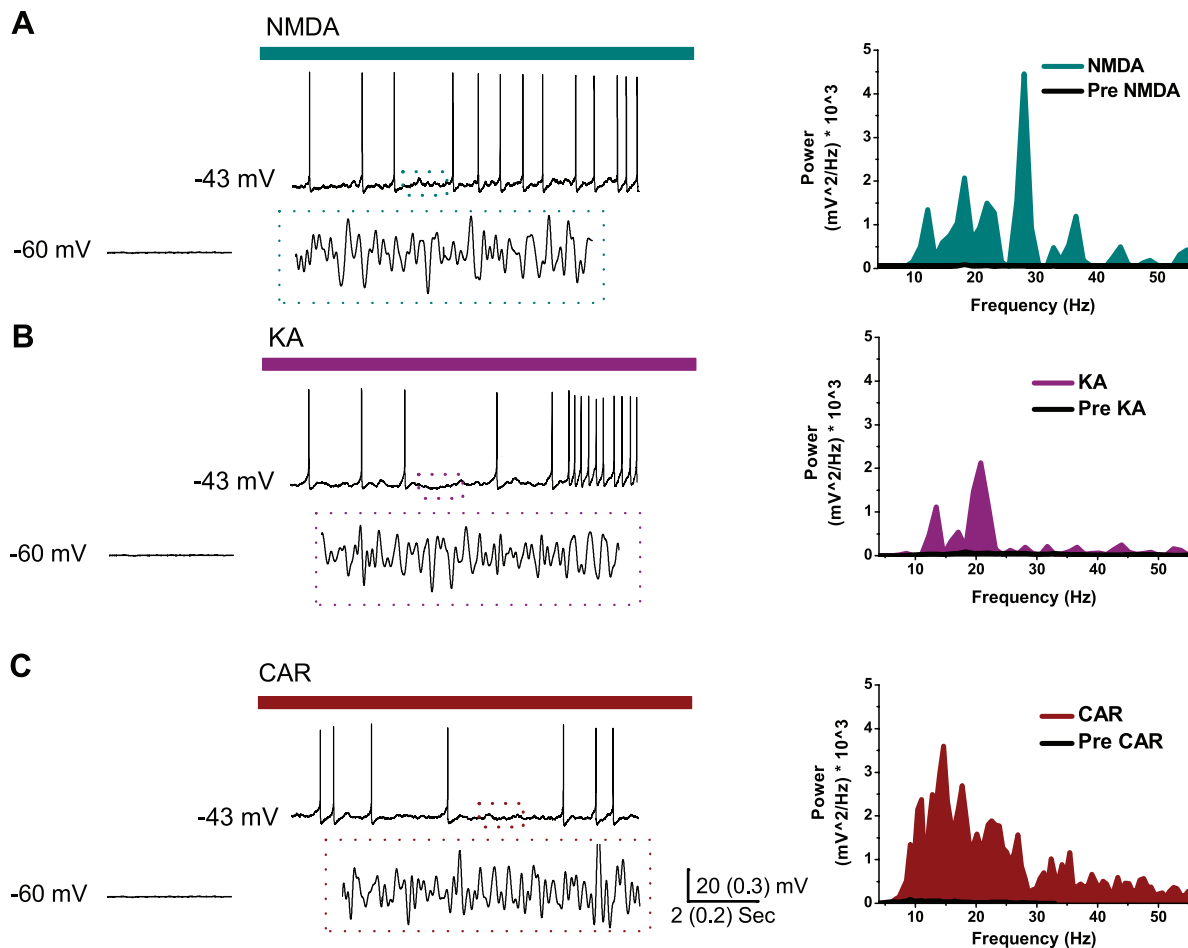 A
NMDA
-43 mV
-60 mV
5
4
3
2
1
0
Power
(mV^2/Hz) * 10^3
NMDA
Pre NMDA
10 20 30 40 50
Frequency (Hz)
B
KA
-43 mV
-60 mV
5
4
3
2
1
0
Power
(mV^2/Hz) * 10^3
KA
Pre KA
10 20 30 40 50
Frequency (Hz)
C
CAR
-43 mV
-60 mV
20 (0.3) mV
2 (0.2) Sec
5
4
3
2
1
0
Power
(mV^2/Hz) * 10^3
CAR
Pre CAR
10 20 30 40 50
Frequency (Hz)